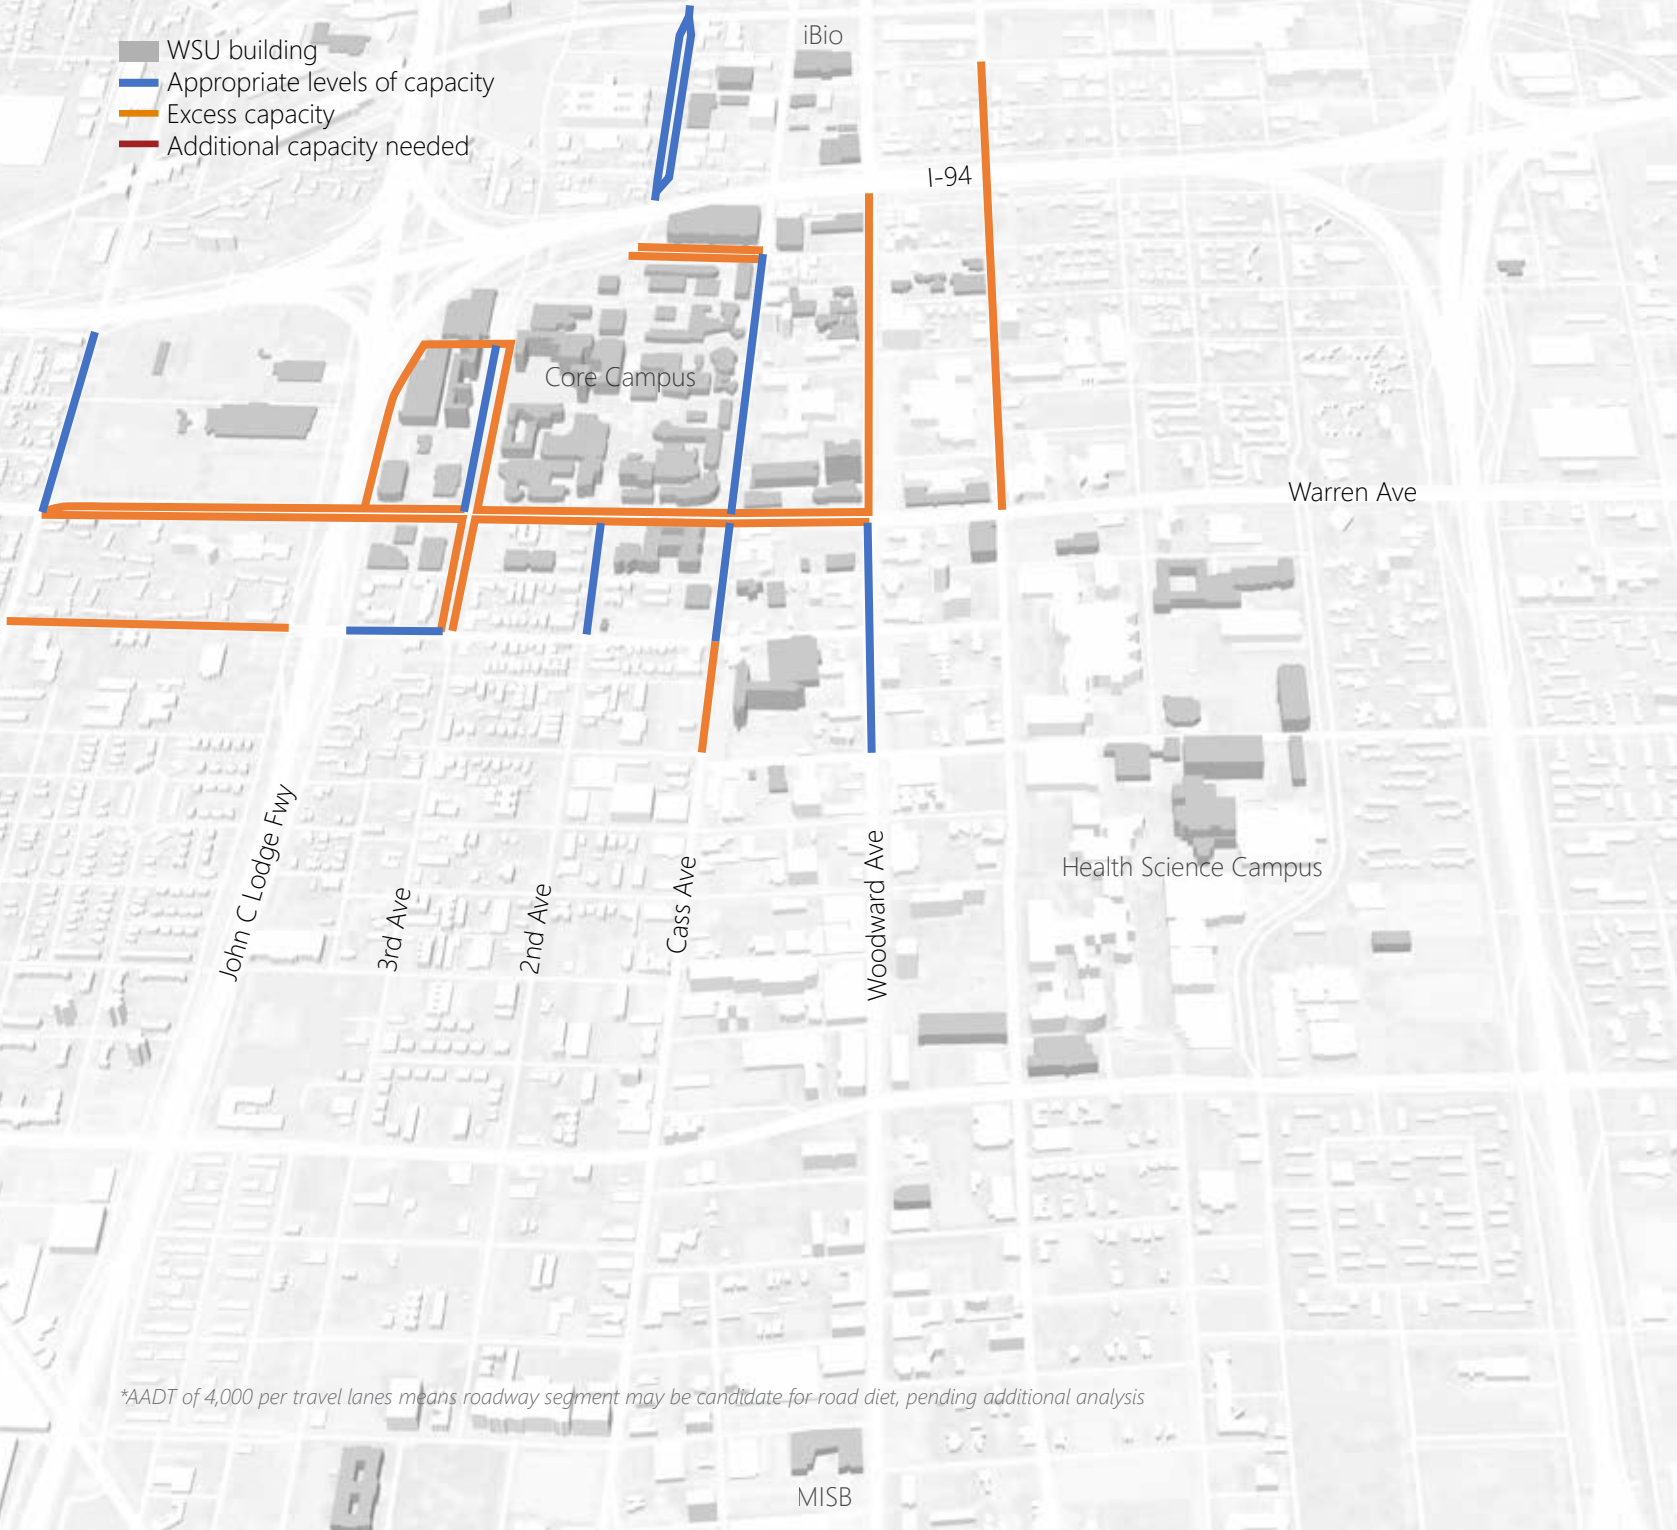 iBio
WSU building
Appropriate levels of capacity
Excess capacity
Additional capacity needed
I-94
Core Campus
Warren Ave
John C Lodge Fwy
3rd Ave
2nd Ave
Cass Ave
Woodward Ave
Health Science Campus
*AADT of 4,000 per travel lanes means roadway segment may be candidate for road diet, pending additional analysis
MISB